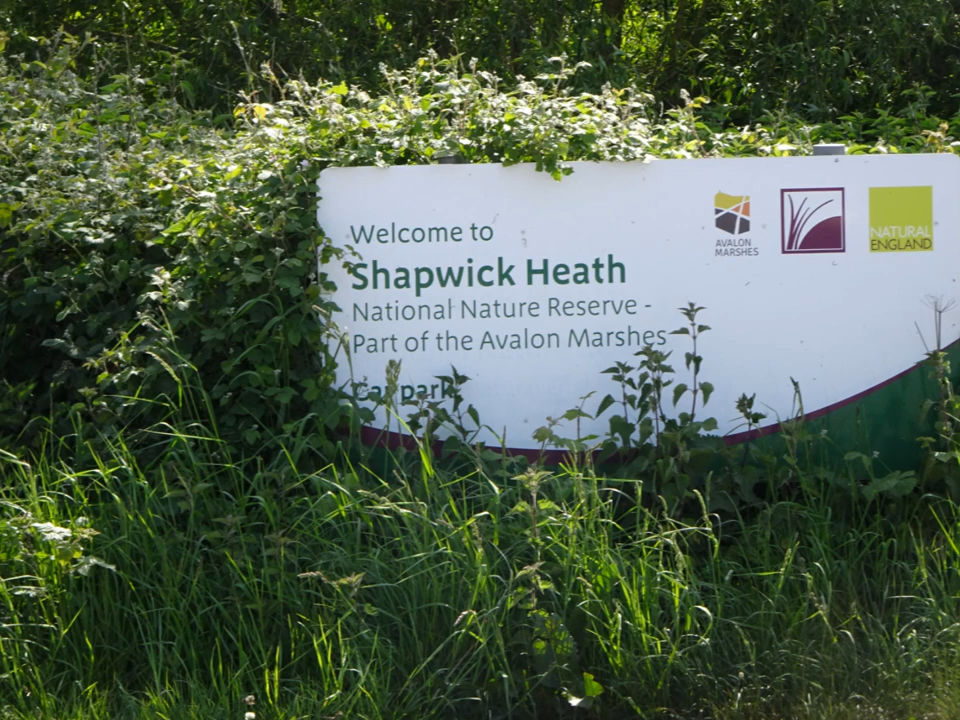 Welcome to
Shapwick Heath
National Nature Reserve -
Part of the Avalon Marshes
Car park
AVALON
MARSHES
NATURAL
ENGLAND